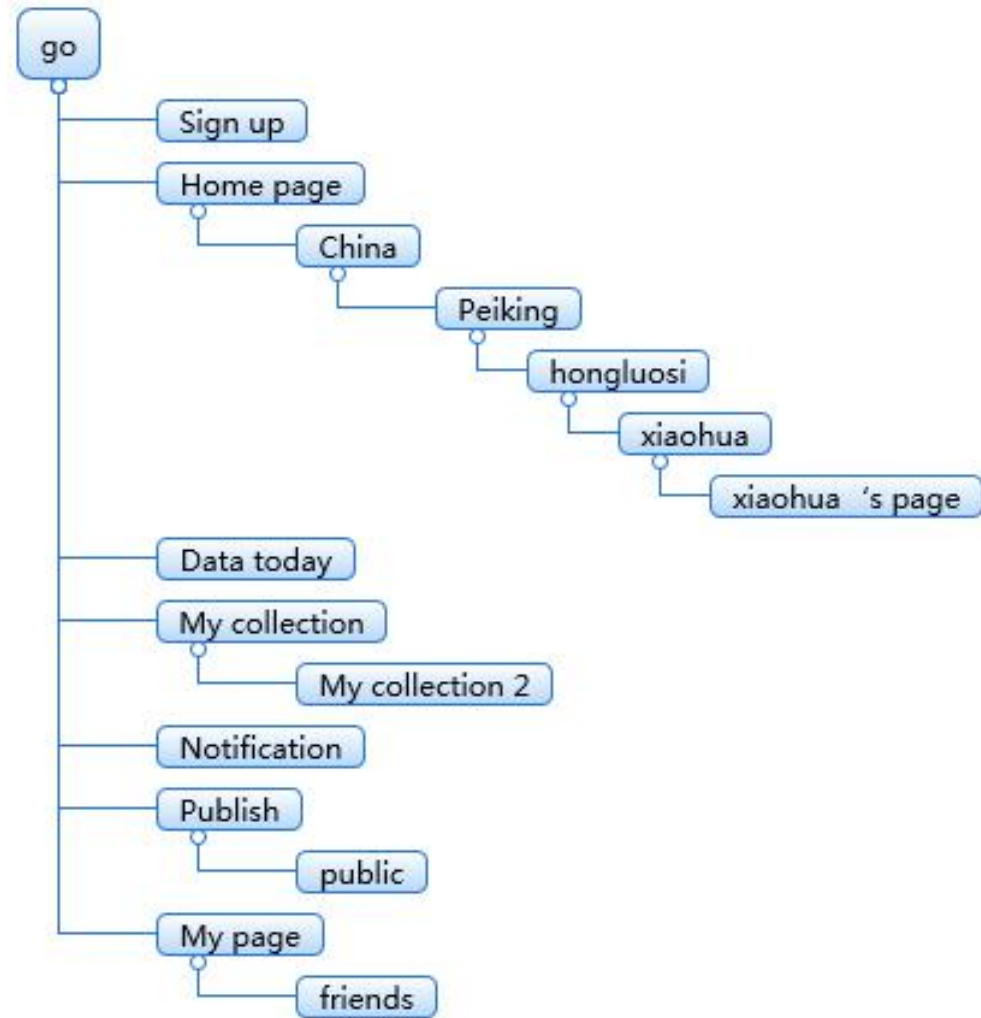 go
Sign up
Home page
China
Peiking
hongluosi
xiaohua
xiaohua ‘s page
Data today
My collection
My collection 2
Notification
Publish
public
My page
friends